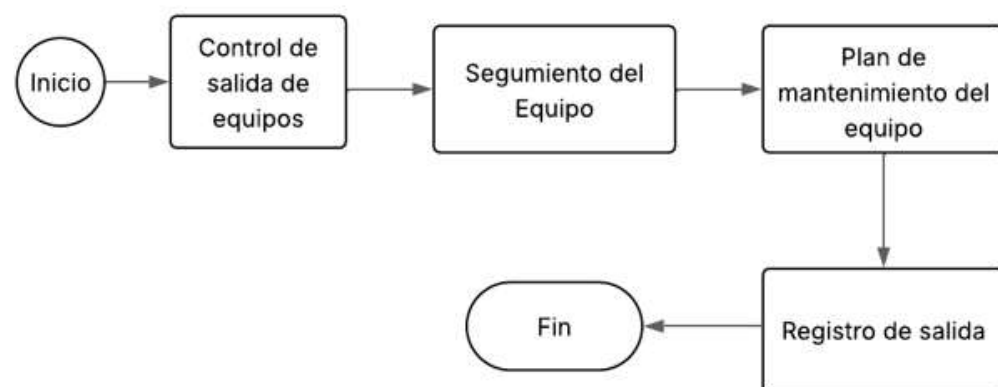 Inicio
Control de
salida de
equipos
Segumiento del
Equipo
Plan de
mantenimiento del
equipo
Registro de salida
Fin